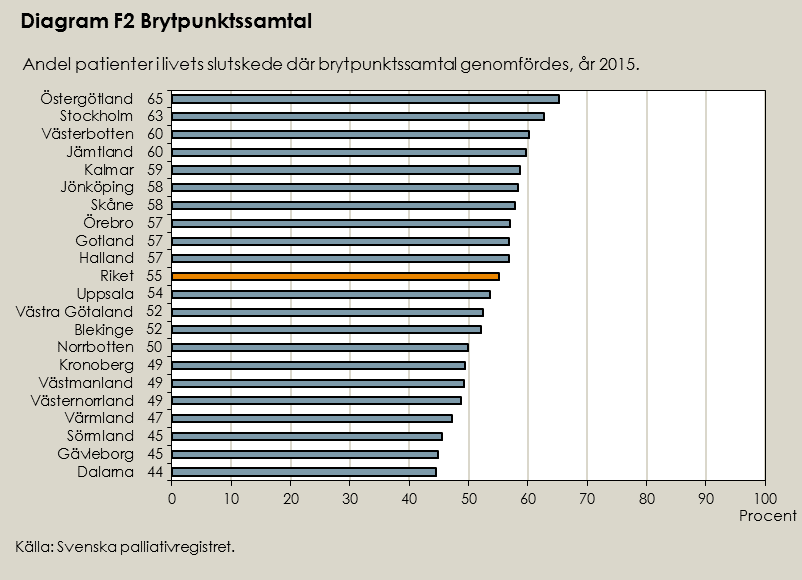 Diagram F2 Brytpunktssamtal
Andel patienter i livets slutskede där brytpunktssamtal genomfördes, år 2015.
Östergötland 65
Stockholm 63
Västerbotten 60
Jämtland 60
Kalmar 59
Jönköping 58
Skåne 58
Örebro 57
Gotland 57
Halland 57
Riket 55
Uppsala 54
Västra Götaland 52
Blekinge 52
Norrbotten 50
Kronoberg 49
Västmanland 49
Västernorrland 49
Värmland 47
Sörmland 45
Gävleborg 45
Dalarna 44
0 10 20 30 40 50 60 70 80 90 100
Procent
Källa: Svenska palliativregistret.